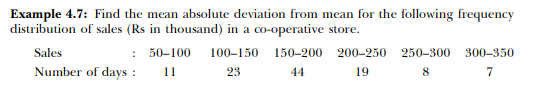 Example 4.7: Find the mean absolute deviation from mean for the following frequency
distribution of sales (Rs in thousand) in a co-operative store.
Sales : 50–100 100–150 150–200 200–250 250–300 300–350
Number of days : 11 23 44 19 8 7